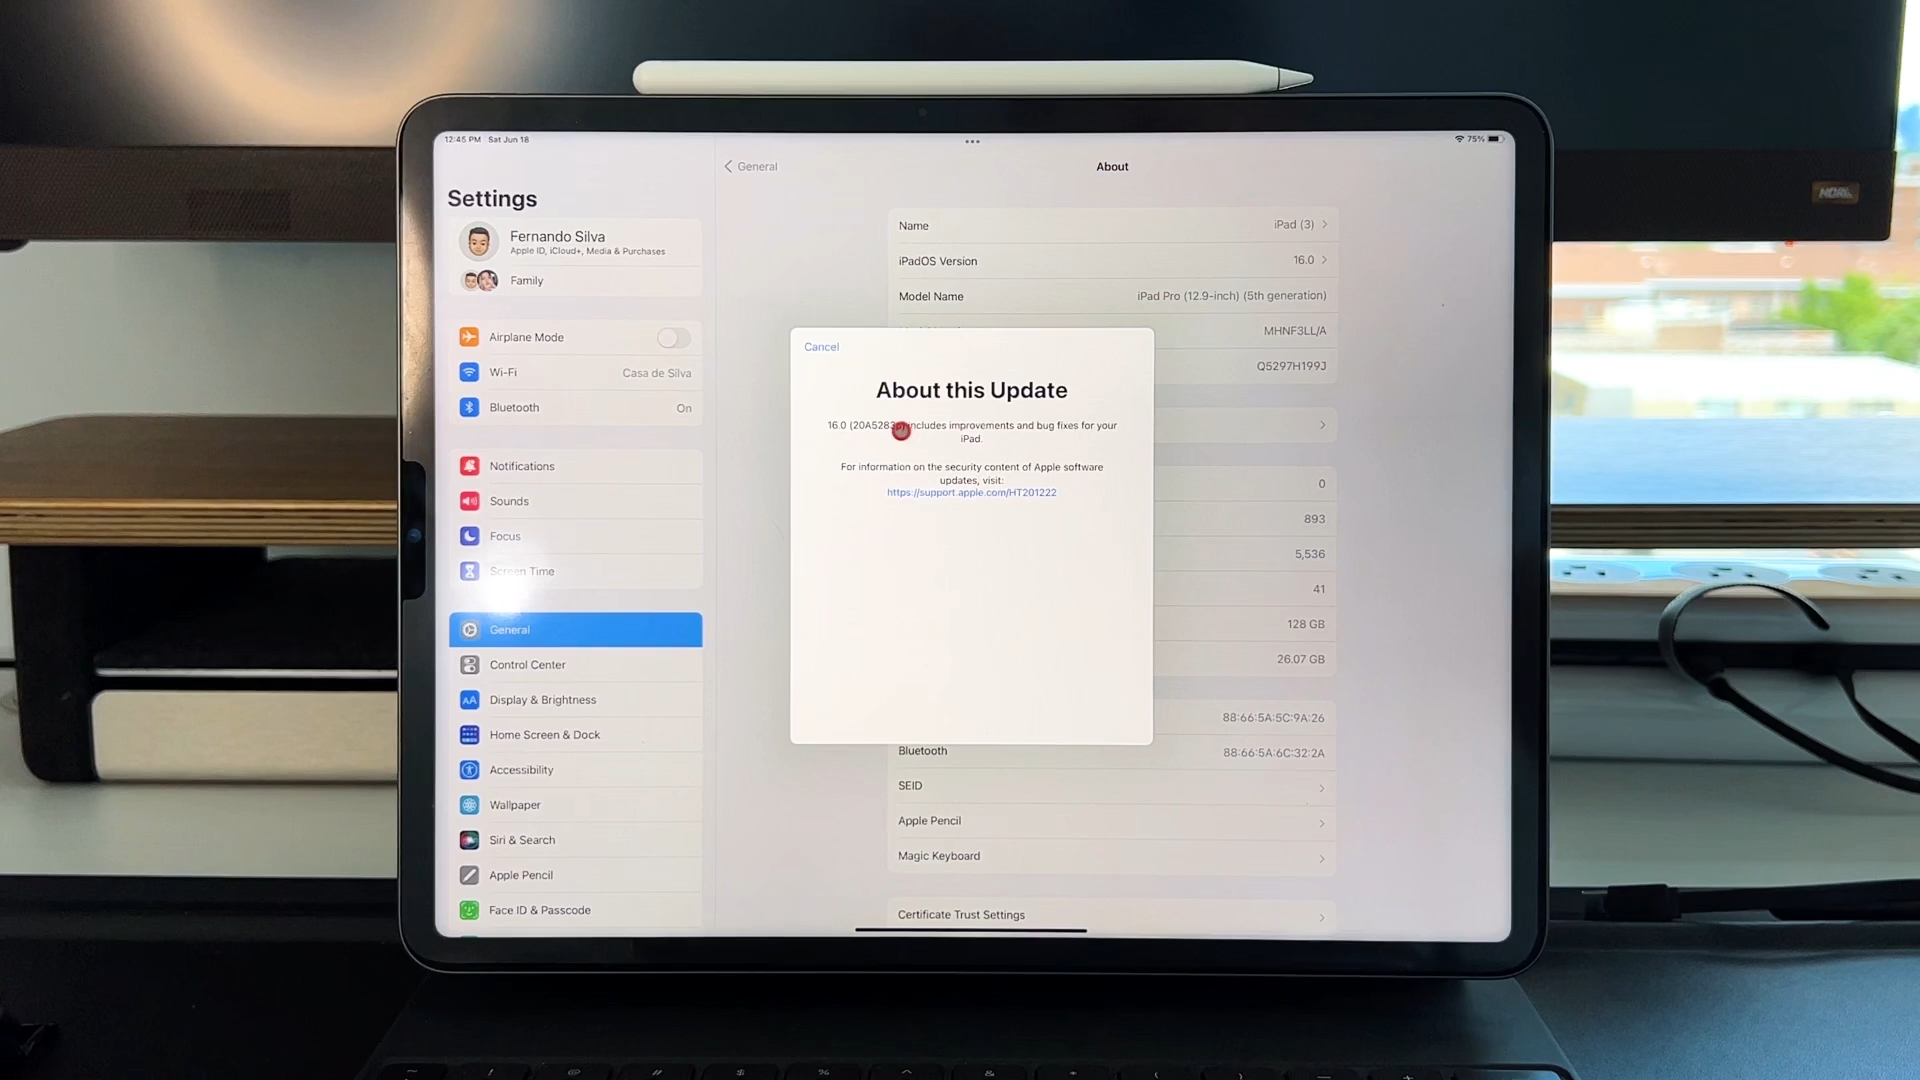 12:45 PM Sat Jun 18
75%
Settings
Fernando Silva
Apple ID, iCloud+, Media & Purchases
Family
Airplane Mode
Wi-Fi
Casa de Silva
Bluetooth
On
Notifications
Sounds
Focus
Screen Time
General
Control Center
Display & Brightness
Home Screen & Dock
Accessibility
Wallpaper
Siri & Search
Apple Pencil
Face ID & Passcode
General
About
Name
iPad (3)
iPadOS Version
16.0
Model Name
iPad Pro (12.9-inch) (5th generation)
MHNF3LL/A
Q5297H199J
0
893
5,536
41
128 GB
26.07 GB
88:66:5A:5C:9A:26
Bluetooth
88:66:5A:6C:32:2A
SEID
Apple Pencil
Magic Keyboard
Certificate Trust Settings
Cancel
About this Update
16.0 includes improvements and bug fixes for your
iPad.
For information on the security content of Apple software
updates, visit:
https://support.apple.com/HT201222